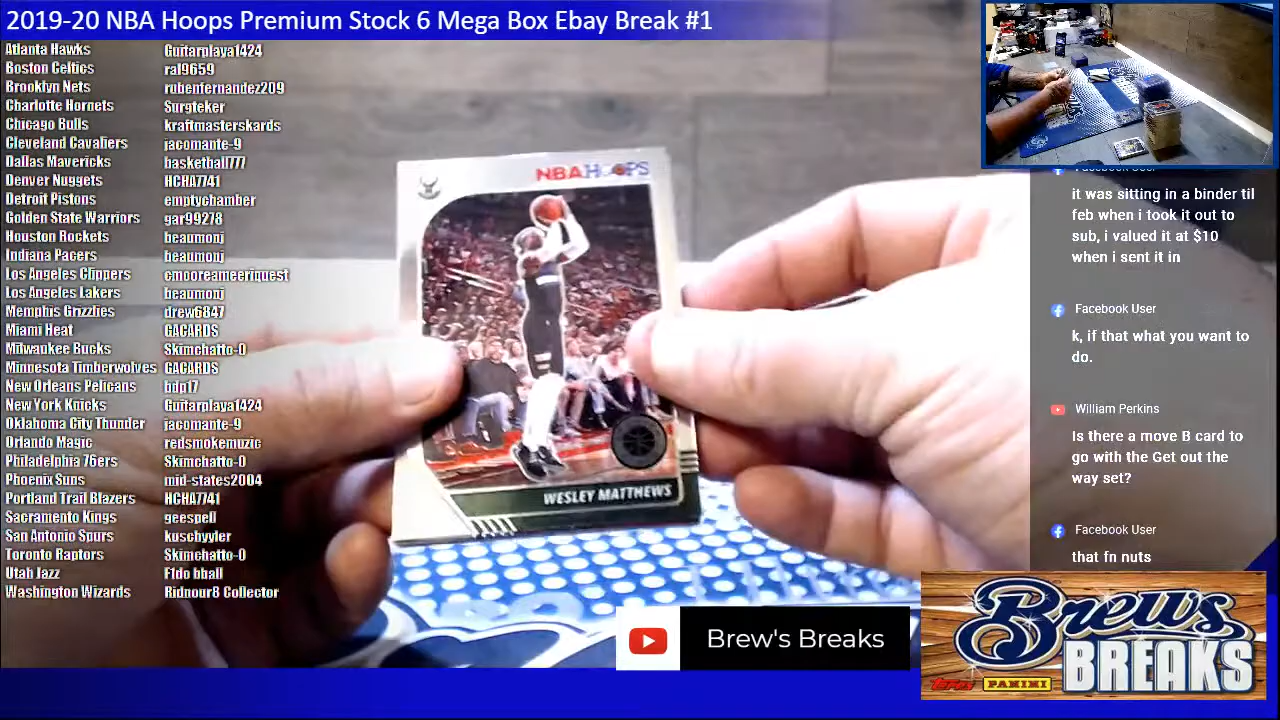 2019-20 NBA Hoops Premium Stock 6 Mega Box Ebay Break #1
Atlanta Hawks Guitarplaya1424
Boston Celtics ral9659
Brooklyn Nets rubenfernandez209
Charlotte Hornets Surgteker
Chicago Bulls kraftmasterskards
Cleveland Cavaliers jacomante-9
Dallas Mavericks basketball777
Denver Nuggets HCHA7741
Detroit Pistons emptychamber
Golden State Warriors gar99278
Houston Rockets beaumonj
Indiana Pacers beaumonj
Los Angeles Clippers cmooreameeriquest
Los Angeles Lakers beaumonj
Memphis Grizzlies drew6847
Miami Heat GACARDS
Milwaukee Bucks Skimchatto-0
Minnesota Timberwolves GACARDS
New Orleans Pelicans bdp17
New York Knicks Guitarplaya1424
Oklahoma City Thunder jacomante-9
Orlando Magic redsmokemuzic
Philadelphia 76ers Skimchatto-0
Phoenix Suns mid-states2004
Portland Trail Blazers HCHA7741
Sacramento Kings geespell
San Antonio Spurs kuschyyler
Toronto Raptors Skimchatto-0
Utah Jazz F1do bball
Washington Wizards Ridnour8 Collector
NBA HOOPS
WESLEY MATTHEWS
Facebook User
it was sitting in a binder til
feb when i took it out to
sub, i valued it at $10
when i sent it in
Facebook User
k, if that what you want to
do.
William Perkins
Is there a move B card to
go with the Get out the
way set?
Facebook User
that fn nuts
Brew's Breaks
Brew's
BREAKS
Topps PANINI